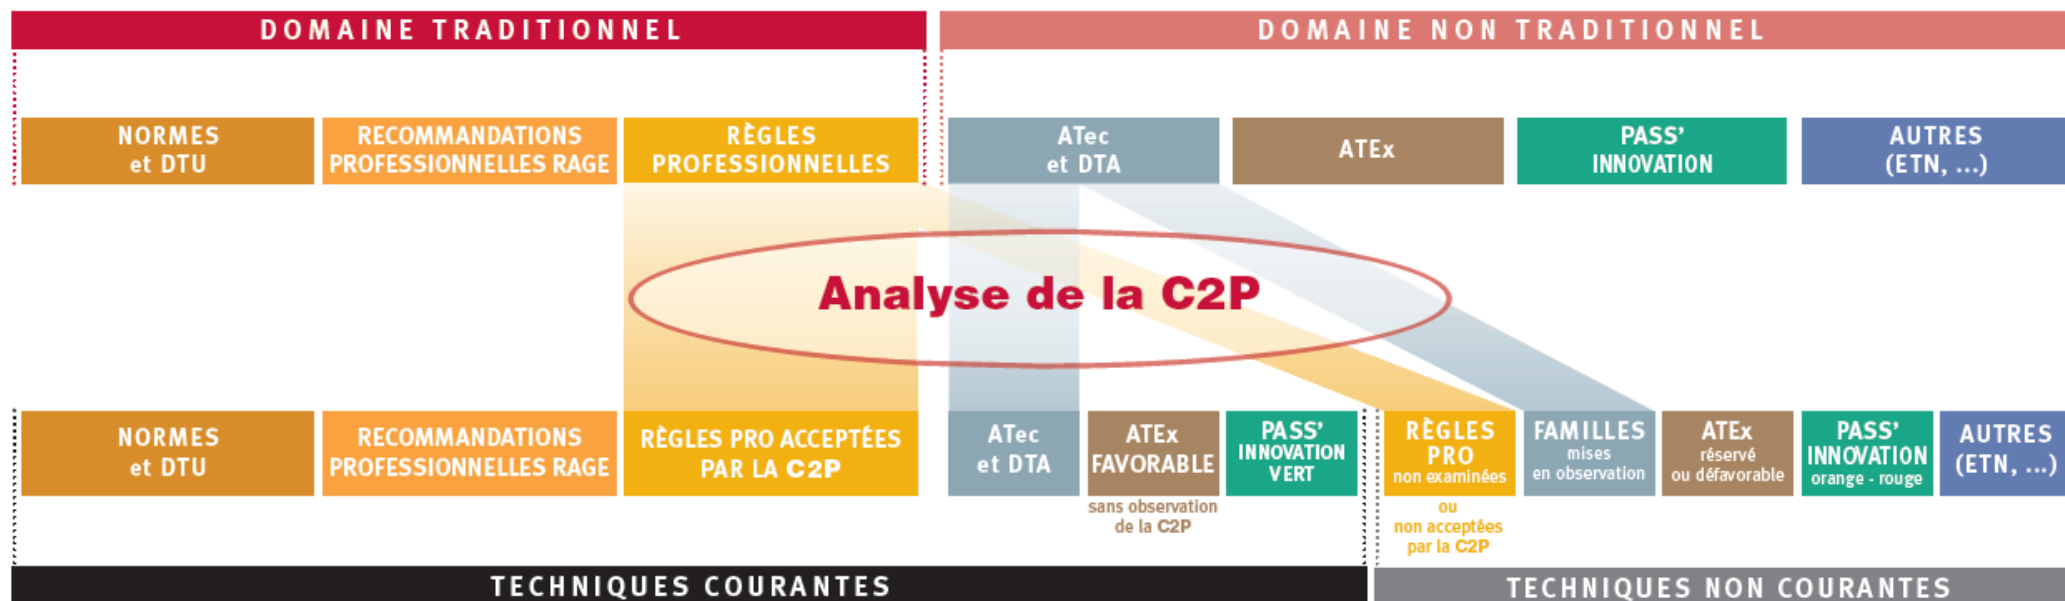 DOMAINE TRADITIONNEL
DOMAINE NON TRADITIONNEL
NORMES
et DTU
RECOMMANDATIONS
PROFESSIONNELLES RAGE
RÈGLES
PROFESSIONNELLES
ATec
et DTA
ATEx
PASS'
INNOVATION
AUTRES
(ETN, ...)
Analyse de la C2P
NORMES
et DTU
RECOMMANDATIONS
PROFESSIONNELLES RAGE
RÈGLES PRO ACCEPTÉES
PAR LA C2P
ATec
et DTA
ATEx
FAVORABLE
sans observation
de la C2P
PASS'
INNOVATION
VERT
RÈGLES
PRO
non examinées
ou
non acceptées
par la C2P
FAMILLES
mises
en observation
ATEx
réservé
ou défavorable
PASS'
INNOVATION
orange - rouge
AUTRES
(ETN, ...)
TECHNIQUES COURANTES
TECHNIQUES NON COURANTES